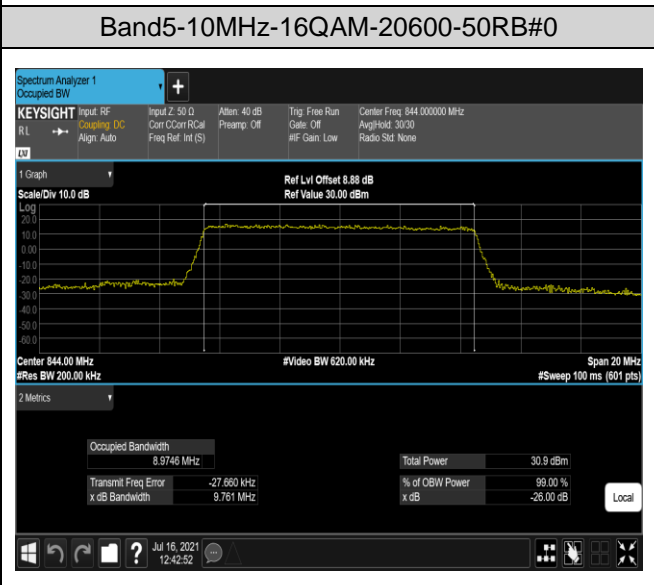 Band5-10MHz-16QAM-20600-50RB#0
Spectrum Analyzer 1
Occupied BW
+
KEYSIGHT Input: RF Input Z: 50 Ω Atten: 40 dB Trig: Free Run Center Freq: 844.000000 MHz
RL Coupling: DC Corr CCorr RCal Preamp: Off Gate: Off Avg|Hold: 30/30
Align: Auto Freq Ref: Int (S) #IF Gain: Low Radio Std: None
LXI
1 Graph
Ref Lvl Offset 8.88 dB
Scale/Div 10.0 dB Ref Value 30.00 dBm
Log
20.0
10.0
0.00
-10.0
-20.0
-30.0
-40.0
-50.0
-60.0
Center 844.00 MHz #Video BW 620.00 kHz Span 20 MHz
#Res BW 200.00 kHz #Sweep 100 ms (601 pts)
2 Metrics
Occupied Bandwidth
8.9746 MHz Total Power 30.9 dBm
Transmit Freq Error -27.660 kHz % of OBW Power 99.00 %
x dB Bandwidth 9.761 MHz x dB -26.00 dB
Local
? Jul 16, 2021
12:42:52